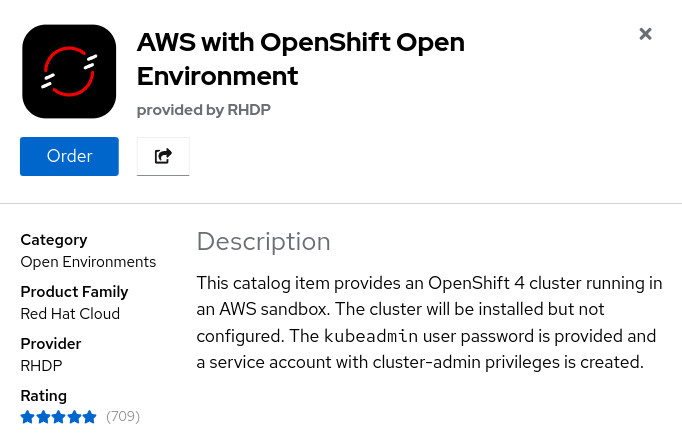 AWS with OpenShift Open
Environment
provided by RHDP
Order
Category
Open Environments
Product Family
Red Hat Cloud
Provider
RHDP
Rating
(709)
Description
This catalog item provides an OpenShift 4 cluster running in
an AWS sandbox. The cluster will be installed but not
configured. The kubeadmin user password is provided and
a service account with cluster-admin privileges is created.